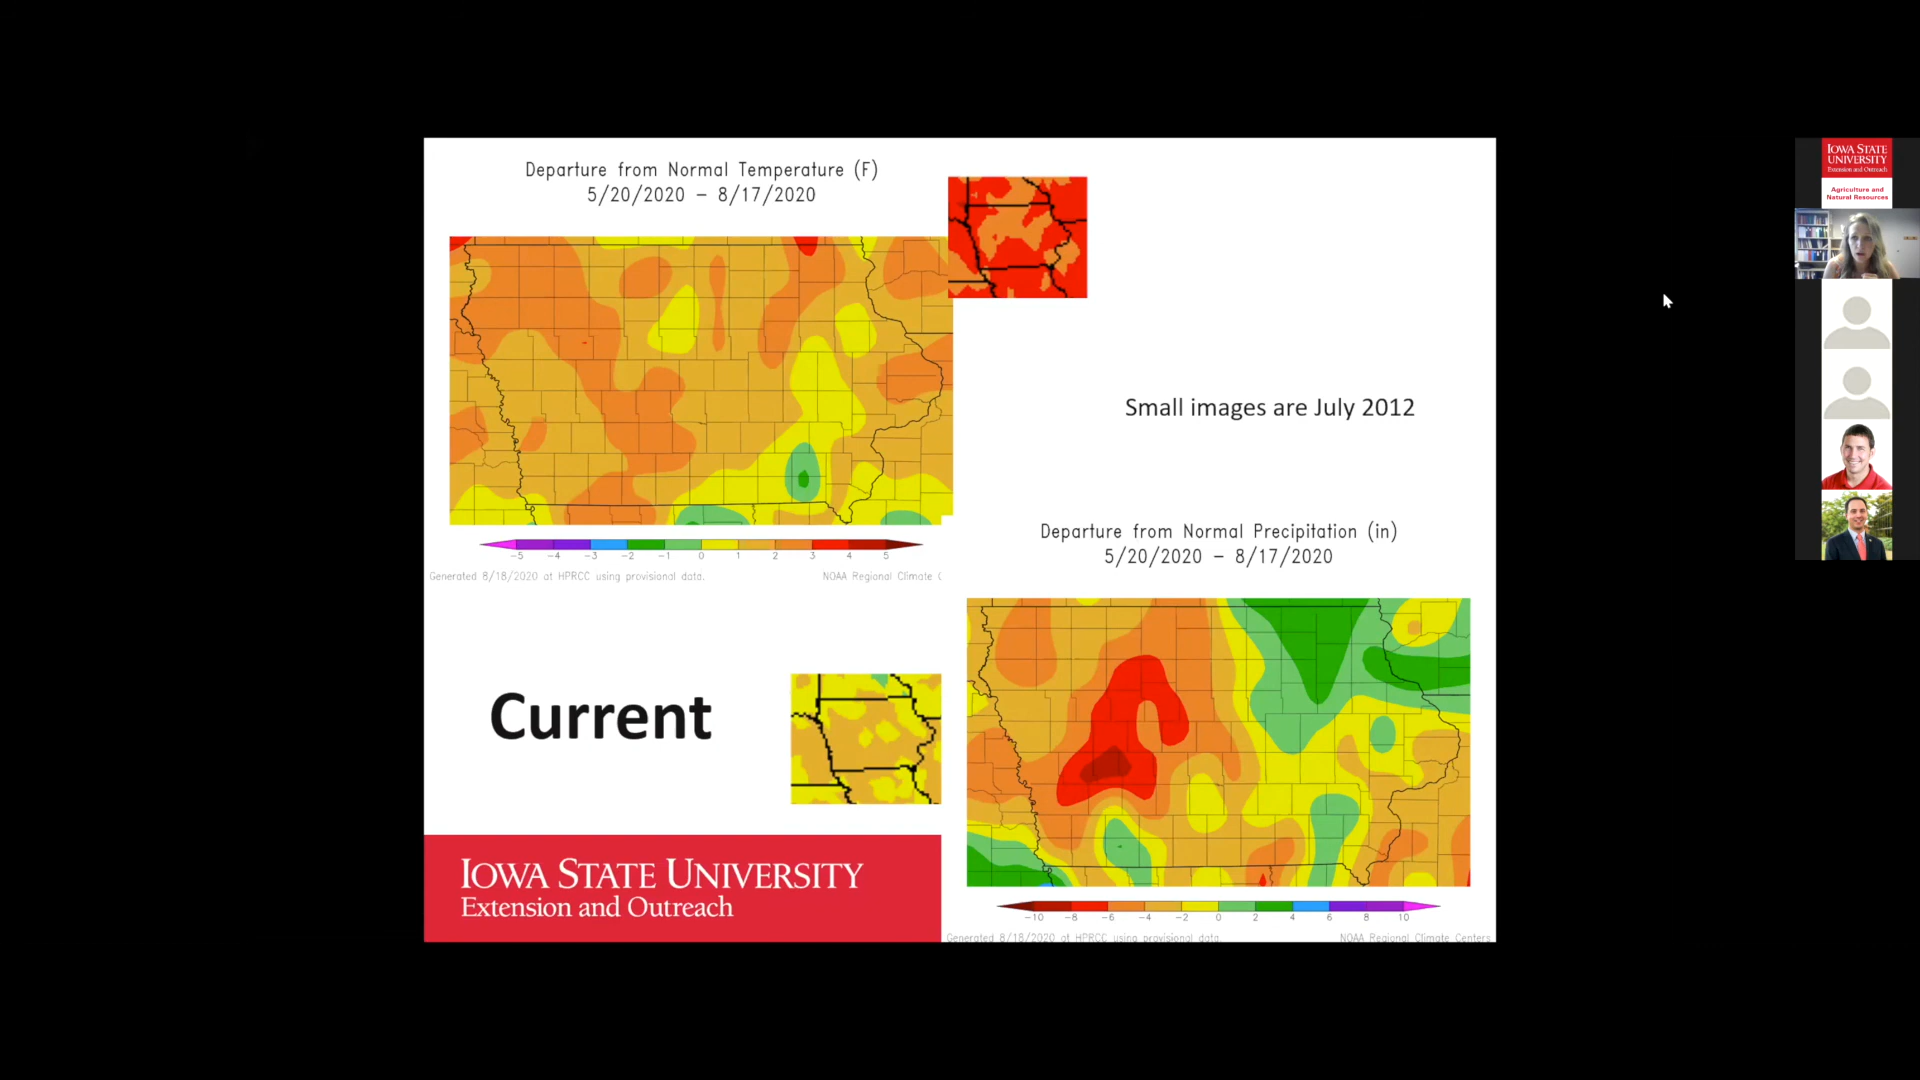 Departure from Normal Temperature (F)
5/20/2020 – 8/17/2020
-5 -4 -3 -2 -1 0 1 2 3 4 5
Generated 8/18/2020 at HPRCC using provisional data.
NOAA Regional Climate C
Small images are July 2012
Departure from Normal Precipitation (in)
5/20/2020 – 8/17/2020
-10 -8 -6 -4 -2 0 2 4 6 8 10
Generated 8/18/2020 at HPRCC using provisional data.
NOAA Regional Climate Centers
Current
IOWA STATE UNIVERSITY
Extension and Outreach
IOWA STATE
UNIVERSITY
Extension and Outreach
Agriculture and
Natural Resources